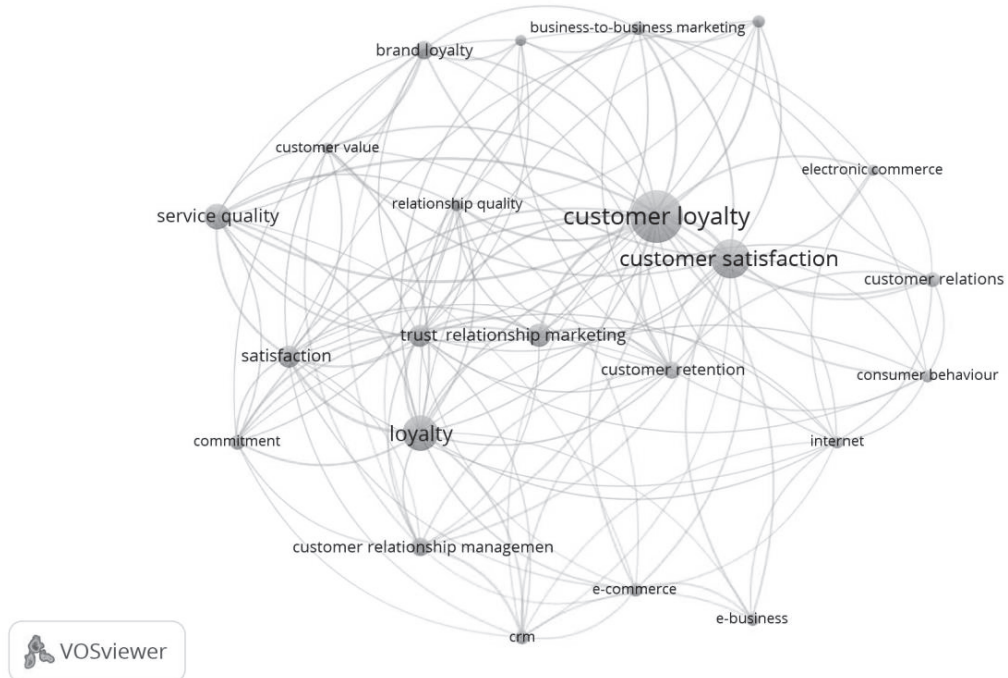 business-to-business marketing
brand loyalty
customer value
electronic commerce
relationship quality
service quality
customer loyalty
customer satisfaction
customer relations
trust
relationship marketing
satisfaction
customer retention
consumer behaviour
loyalty
commitment
internet
customer relationship managemen
e-commerce
e-business
crm
VOSviewer